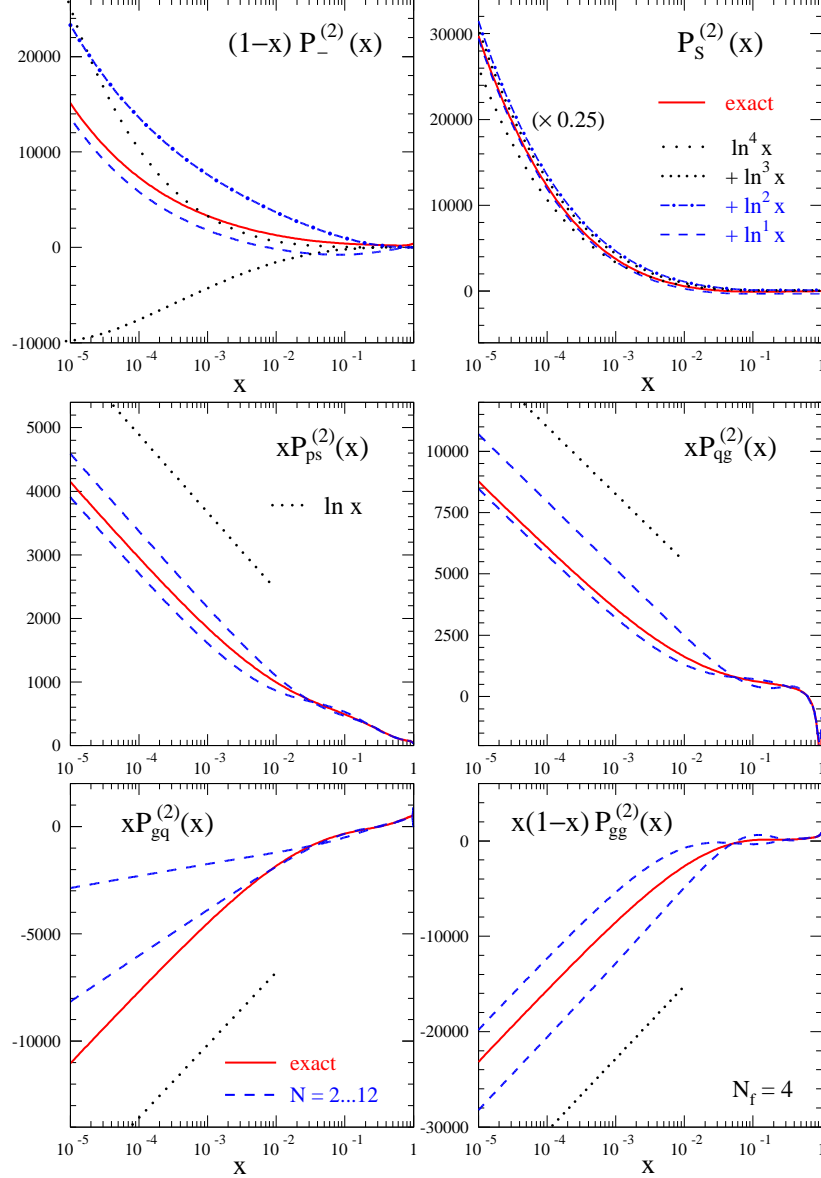 (1−x) P₋⁽²⁾(x)
20000
10000
0
-10000
10⁻⁵ 10⁻⁴ 10⁻³ 10⁻² 10⁻¹ 1
x
P_S⁽²⁾(x)
30000
20000
10000
0
(× 0.25)
exact
ln⁴ x
+ ln³ x
+ ln² x
+ ln¹ x
10⁻⁵ 10⁻⁴ 10⁻³ 10⁻² 10⁻¹ 1
x
xP_ps⁽²⁾(x)
ln x
5000
4000
3000
2000
1000
0
10⁻⁵ 10⁻⁴ 10⁻³ 10⁻² 10⁻¹ 1
xP_qg⁽²⁾(x)
10000
7500
5000
2500
0
10⁻⁵ 10⁻⁴ 10⁻³ 10⁻² 10⁻¹ 1
xP_gq⁽²⁾(x)
0
-5000
-10000
exact
N = 2...12
10⁻⁵ 10⁻⁴ 10⁻³ 10⁻² 10⁻¹ 1
x
x(1−x) P_gg⁽²⁾(x)
0
-10000
-20000
-30000
N_f = 4
10⁻⁵ 10⁻⁴ 10⁻³ 10⁻² 10⁻¹ 1
x